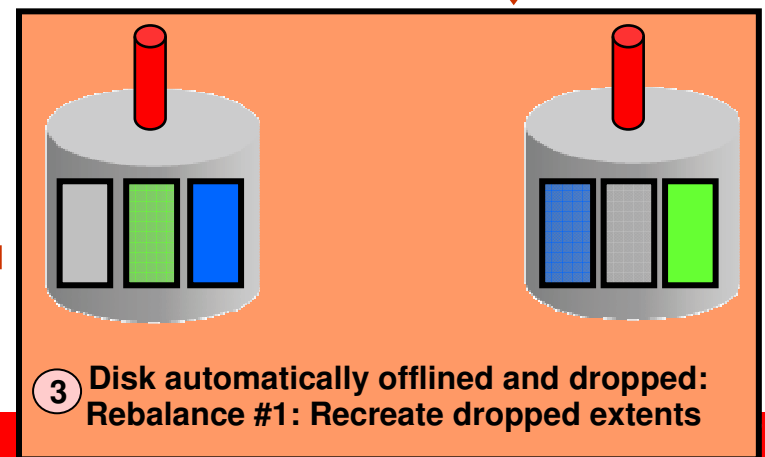 3 Disk automatically offlined and dropped:
Rebalance #1: Recreate dropped extents